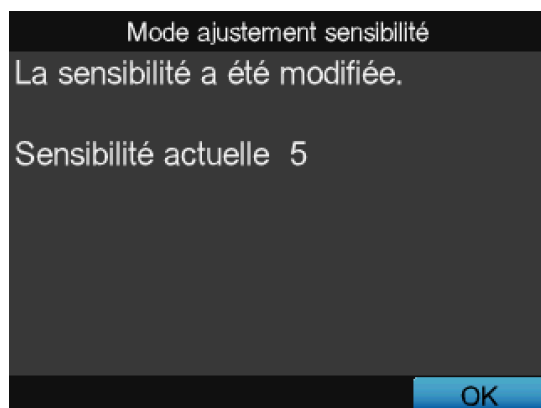 Mode ajustement sensibilité
La sensibilité a été modifiée.
Sensibilité actuelle 5
OK